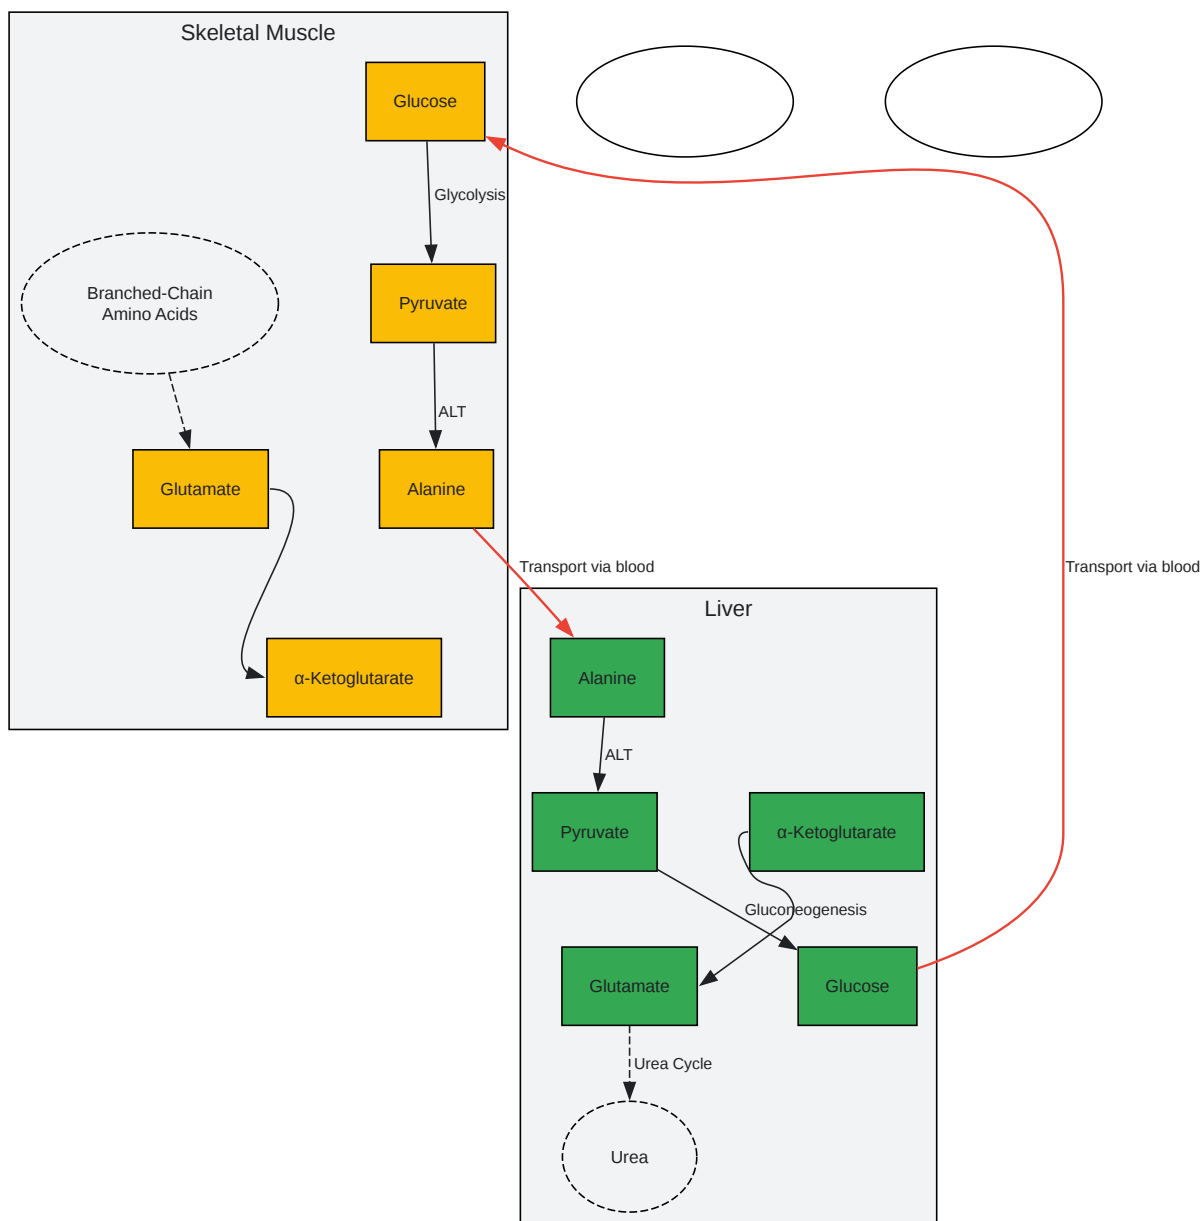 Skeletal Muscle
Glucose
Glycolysis
Branched-Chain
Amino Acids
Pyruvate
ALT
Glutamate
Alanine
Transport via blood
Transport via blood
Liver
α-Ketoglutarate
Alanine
ALT
Pyruvate
α-Ketoglutarate
Gluconeogenesis
Glutamate
Glucose
Urea Cycle
Urea